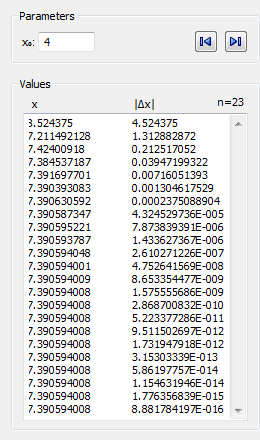 Parameters
x₀: 4
Values
x |Δx| n=23
8.524375 4.524375
7.211492128 1.312882872
7.42400918 0.212517052
7.384537187 0.03947199322
7.391697701 0.00716051393
7.390393083 0.001304617529
7.390630592 0.0002375088904
7.390587347 4.324529736E-005
7.390595221 7.873839391E-006
7.390593787 1.433627367E-006
7.390594048 2.610271226E-007
7.390594001 4.752641569E-008
7.390594009 8.653354477E-009
7.390594008 1.575555686E-009
7.390594008 2.868700832E-010
7.390594008 5.223377286E-011
7.390594008 9.511502697E-012
7.390594008 1.731947918E-012
7.390594008 3.15303339E-013
7.390594008 5.86197757E-014
7.390594008 1.154631946E-014
7.390594008 1.776356839E-015
7.390594008 8.881784197E-016